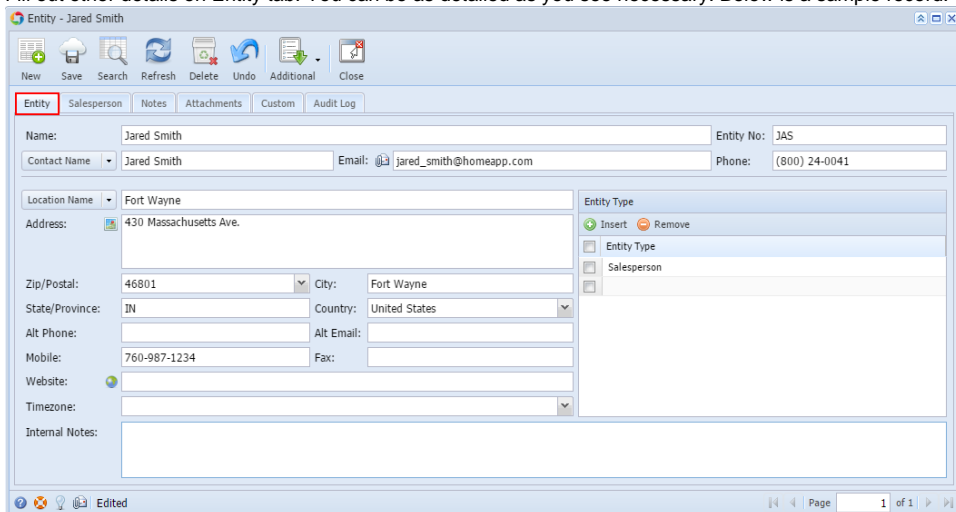 Fill out other details on Entity tab. You can be as detailed as you see necessary. Below is a sample record.
Entity - Jared Smith
New Save Search Refresh Delete Undo Additional Close
Entity Salesperson Notes Attachments Custom Audit Log
Name: Jared Smith Entity No: JAS
Contact Name Jared Smith Email: jared_smith@homeapp.com Phone: (800) 24-0041
Location Name Fort Wayne Entity Type
Address: 430 Massachusetts Ave. Insert Remove
Entity Type
Salesperson
Zip/Postal: 46801 City: Fort Wayne
State/Province: IN Country: United States
Alt Phone: Alt Email:
Mobile: 760-987-1234 Fax:
Website:
Timezone:
Internal Notes:
Edited Page 1 of 1